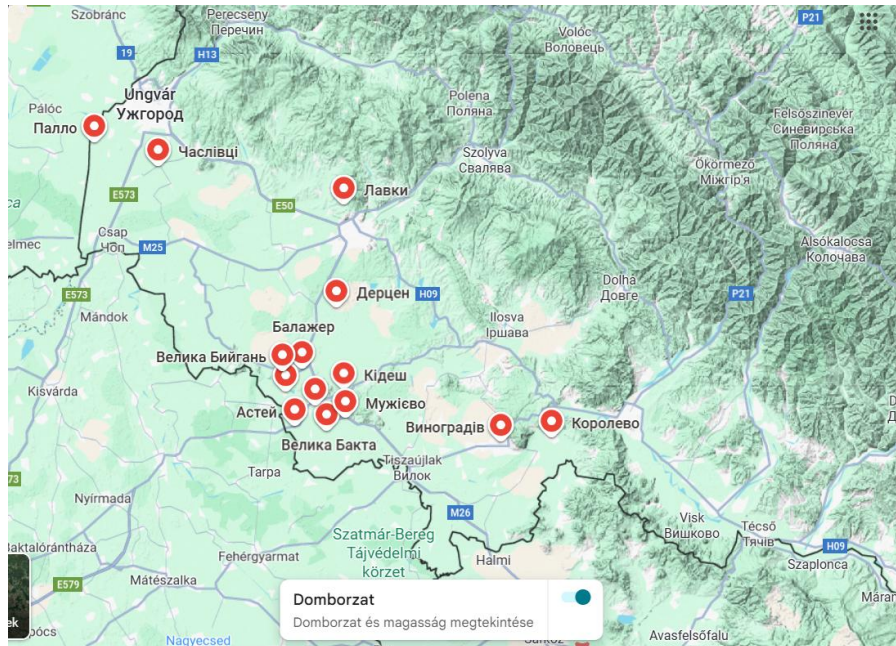 Szobránc
Perecseny
Перечин
P21
19
H13
Volóc
Воловець
Ungvár
Ужгород
Pálóc
Палло
Polena
Поляна
Felsőszinevér
Синевирська
Поляна
Часлівці
Szolyva
Свалява
Ökörmező
Міжгір'я
Лавки
E573
E50
Csap
Чоп
M25
Alsókalocsa
Колочава
elmec
E573
Дерцен
H09
Dolha
Довге
P21
Mándok
Балажер
Ilosva
Іршава
Велика Бийгань
Кідеш
Kisvárda
Астей
Мужієво
Виноградів
Королево
Велика Бакта
Tiszaújlak
Вилок
Tarpa
73
Nyírmada
M26
Visk
Вишково
Técső
Тячів
Szatmár-Bereg
Tájvédelmi
körzet
H09
Baktalórántháza
Fehérgyarmat
Halmi
Szaplonca
E579
Mátészalka
Domborzat
Domborzat és magasság megtekintése
ek
Nagyecsed
Avasfelsőfalu